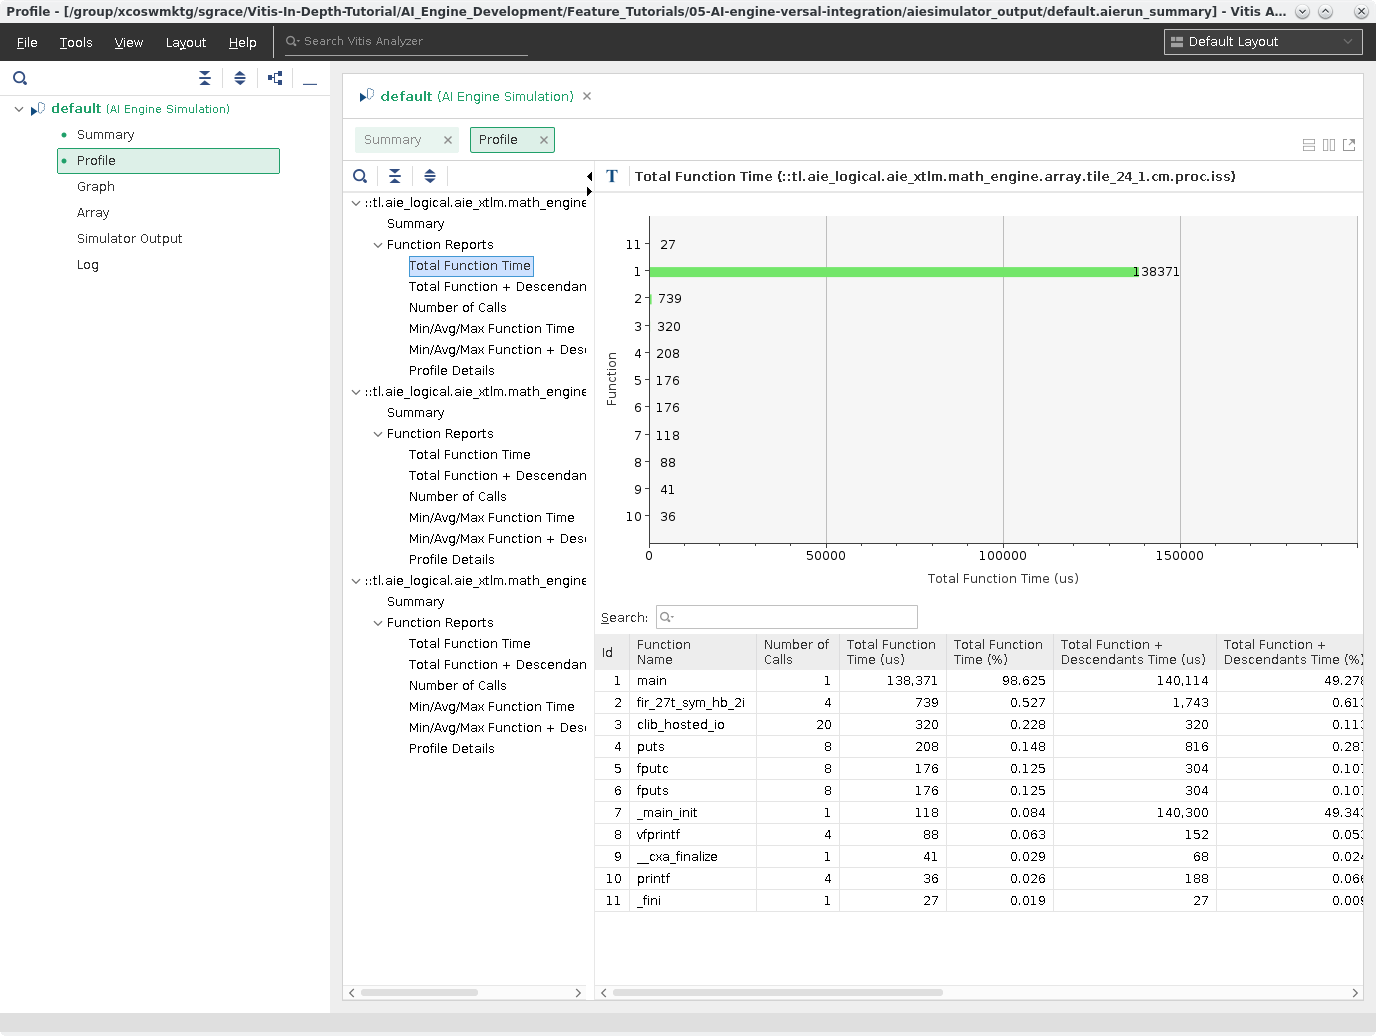 Profile - [/group/xcoswmktg/sgrace/Vitis-In-Depth-Tutorial/AI_Engine_Development/Feature_Tutorials/05-AI-engine-versal-integration/aiesimulator_output/default.aierun_summary] - Vitis A...
File Tools View Layout Help Search Vitis Analyzer Default Layout
default (AI Engine Simulation)
Summary
Profile
Graph
Array
Simulator Output
Log
default (AI Engine Simulation)
Summary Profile
::tl.aie_logical.aie_xtlm.math_engine
Summary
Function Reports
Total Function Time
Total Function + Descendan
Number of Calls
Min/Avg/Max Function Time
Min/Avg/Max Function + Des
Profile Details
::tl.aie_logical.aie_xtlm.math_engine
Summary
Function Reports
Total Function Time
Total Function + Descendan
Number of Calls
Min/Avg/Max Function Time
Min/Avg/Max Function + Des
Profile Details
::tl.aie_logical.aie_xtlm.math_engine
Summary
Function Reports
Total Function Time
Total Function + Descendan
Number of Calls
Min/Avg/Max Function Time
Min/Avg/Max Function + Des
Profile Details
T Total Function Time (::tl.aie_logical.aie_xtlm.math_engine.array.tile_24_1.cm.proc.iss)
Function
11 27
1 138371
2 739
3 320
4 208
5 176
6 176
7 118
8 88
9 41
10 36
0 50000 100000 150000
Total Function Time (us)
Search:
Id Function Name Number of Calls Total Function Time (us) Total Function Time (%) Total Function + Descendants Time (us) Total Function + Descendants Time (%)
1 main 1 138,371 98.625 140,114 49.278
2 fir_27t_sym_hb_2i 4 739 0.527 1,743 0.613
3 clib_hosted_io 20 320 0.228 320 0.113
4 puts 8 208 0.148 816 0.287
5 fputc 8 176 0.125 304 0.107
6 fputs 8 176 0.125 304 0.107
7 _main_init 1 118 0.084 140,300 49.343
8 vfprintf 4 88 0.063 152 0.053
9 __cxa_finalize 1 41 0.029 68 0.024
10 printf 4 36 0.026 188 0.066
11 _fini 1 27 0.019 27 0.009